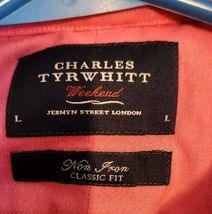 CHARLES
TYRWHITT
Weekend
JERMYN STREET LONDON
L L
Non Iron
CLASSIC FIT